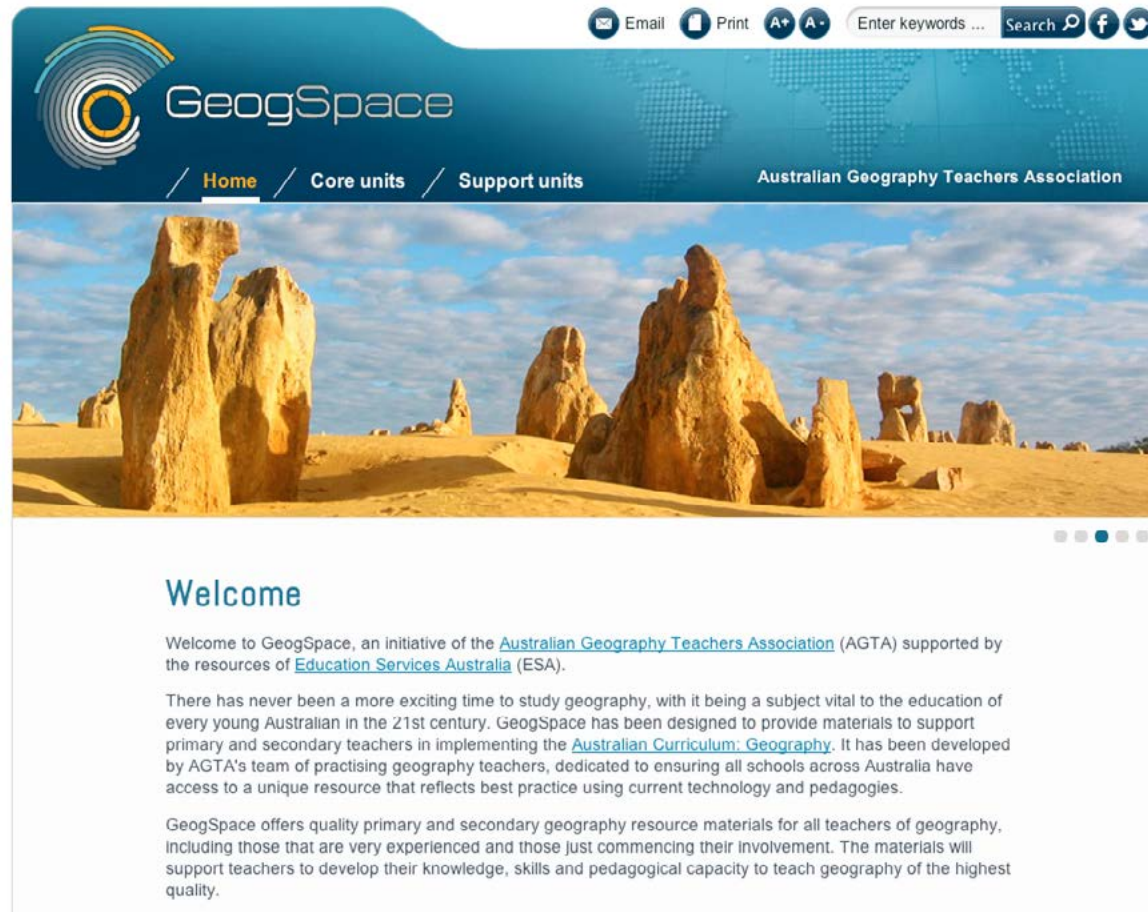 Email Print A+ A- Enter keywords ... Search
GeogSpace
Home Core units Support units Australian Geography Teachers Association
Welcome
Welcome to GeogSpace, an initiative of the Australian Geography Teachers Association (AGTA) supported by
the resources of Education Services Australia (ESA).
There has never been a more exciting time to study geography, with it being a subject vital to the education of
every young Australian in the 21st century. GeogSpace has been designed to provide materials to support
primary and secondary teachers in implementing the Australian Curriculum: Geography. It has been developed
by AGTA's team of practising geography teachers, dedicated to ensuring all schools across Australia have
access to a unique resource that reflects best practice using current technology and pedagogies.
GeogSpace offers quality primary and secondary geography resource materials for all teachers of geography,
including those that are very experienced and those just commencing their involvement. The materials will
support teachers to develop their knowledge, skills and pedagogical capacity to teach geography of the highest
quality.